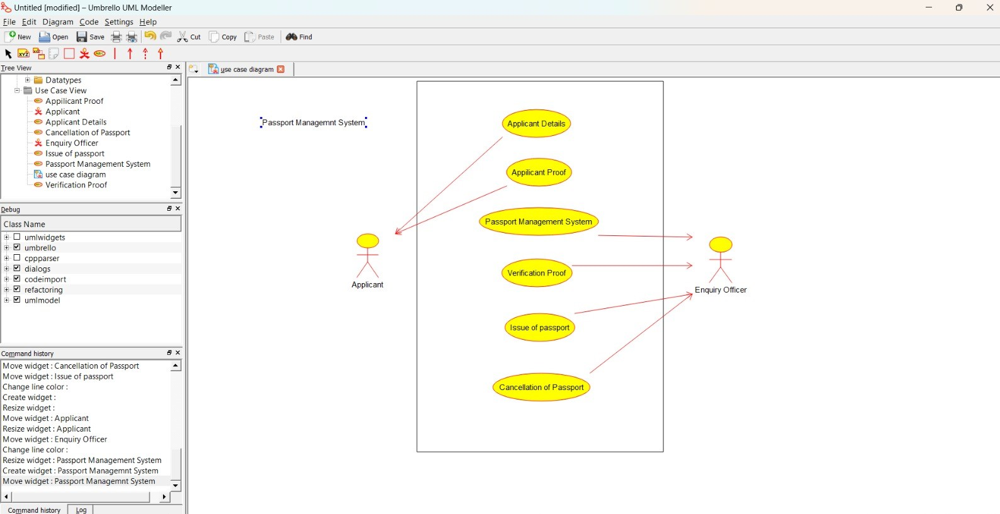 Untitled [modified] – Umbrello UML Modeller
File Edit Diagram Code Settings Help
New Open Save Cut Copy Paste Find
XYZ ABC
Tree View
Datatypes
Use Case View
Appilicant Proof
Applicant
Applicant Details
Cancellation of Passport
Enquiry Officer
Issue of passport
Passport Management System
use case diagram
Verification Proof
Debug
Class Name
umlwidgets
umbrello
cppparser
dialogs
codeimport
refactoring
umlmodel
Command history
Move widget : Cancellation of Passport
Move widget : Issue of passport
Change line color :
Create widget :
Resize widget :
Move widget : Applicant
Resize widget : Applicant
Move widget : Enquiry Officer
Change line color :
Resize widget : Passport Management System
Create widget : Passport Managemnt System
Move widget : Passport Managemnt System
Command history Log
use case diagram
Passport Managemnt System
Applicant Details
Appilicant Proof
Passport Management System
Verification Proof
Issue of passport
Cancellation of Passport
Applicant
Enquiry Officer